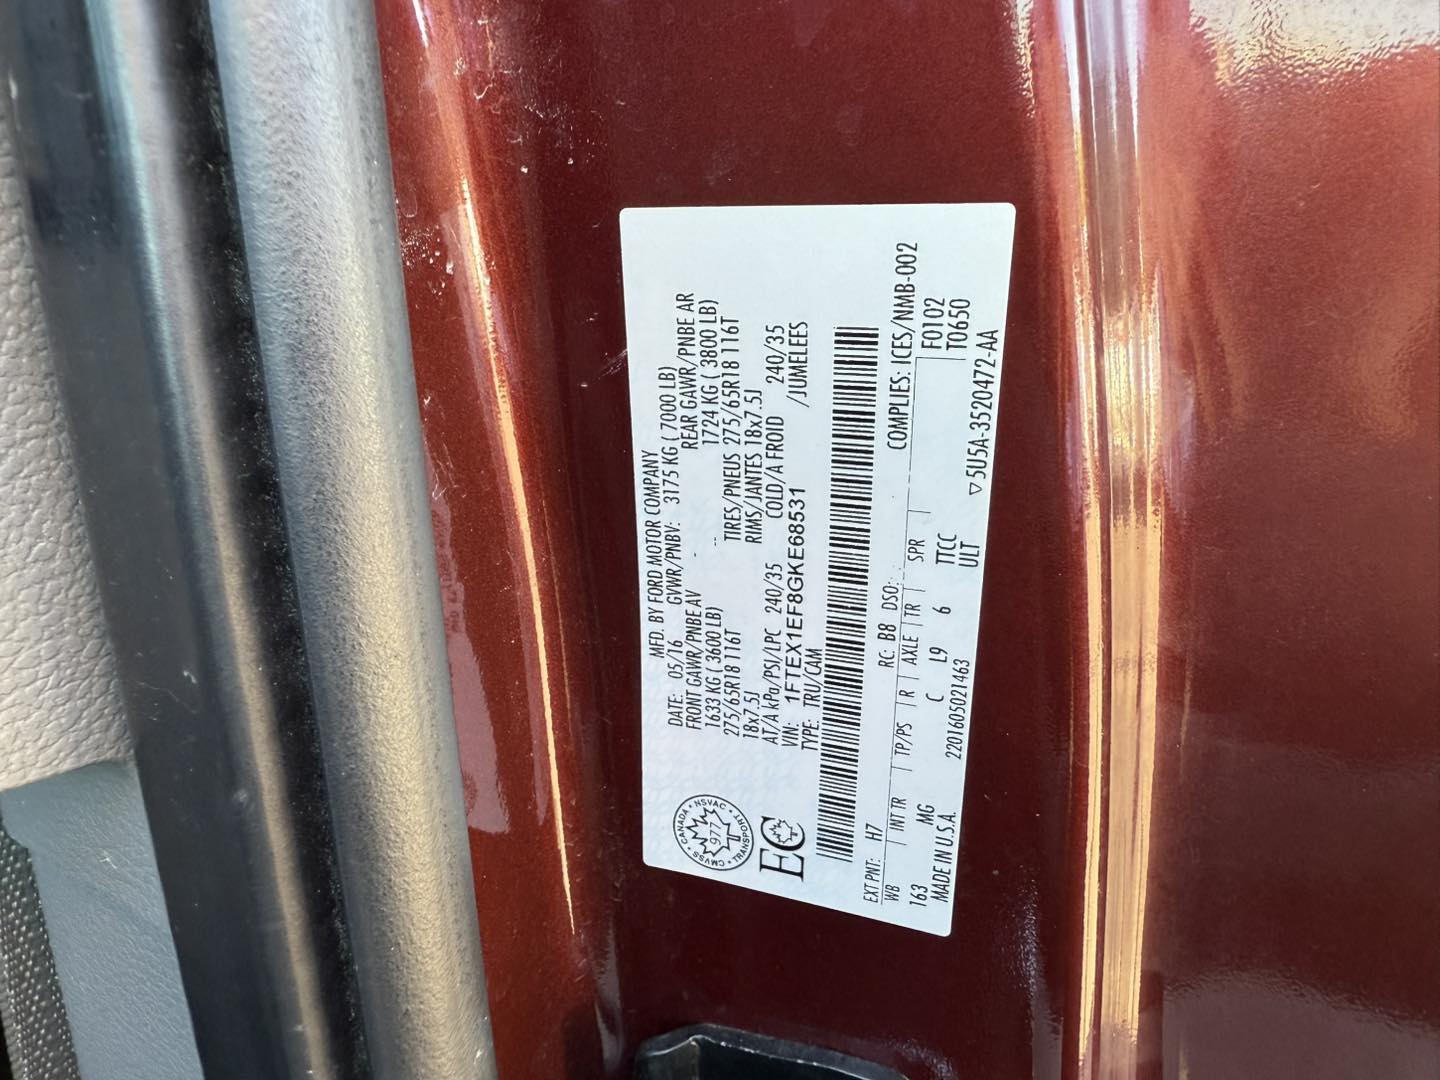 MFD. BY FORD MOTOR COMPANY
DATE: 05/16 GVWR/PNBV: 3175 KG ( 7000 LB)
FRONT GAWR/PNBE AV REAR GAWR/PNBE AR
1633 KG ( 3600 LB) -- 1724 KG ( 3800 LB)
275/65R18 116T TIRES/PNEUS 275/65R18 116T
18x7.5J RIMS/JANTES 18x7.5J
AT/A kPa/PSI/LPC 240/35 COLD/A FROID 240/35
VIN: 1FTEX1EF8GKE68531 /JUMELEES
TYPE: TRU/CAM
CANADA • NSVAC • TRANSPORT • CMVSS •
977
EC
EXT PNT: H7 RC: B8 DSO: COMPLIES: ICES/NMB-002
WB INT TR TP/PS R AXLE TR SPR F0102
163 MG C L9 6 TTCC T0650
MADE IN U.S.A. 2201605021463 ULT ▽5U5A-3520472-AA